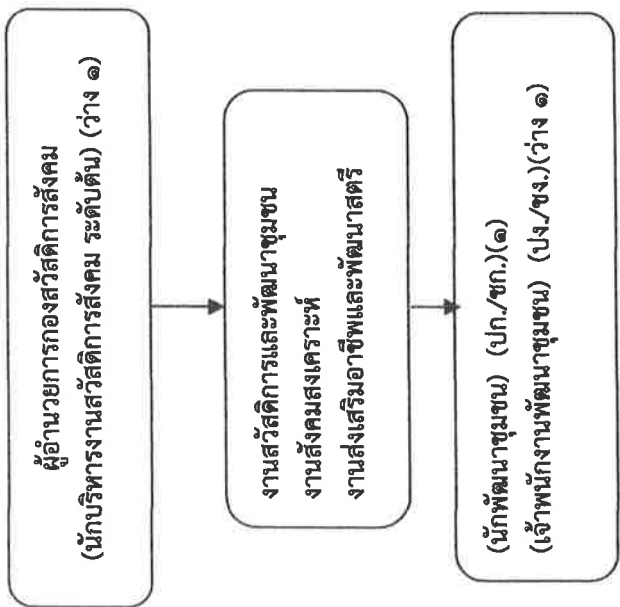 ผู้อำนวยการกองสวัสดิการสังคม
(นักบริหารงานสวัสดิการสังคม ระดับต้น) (ว่าง ๑)
งานสวัสดิการและพัฒนาชุมชน
งานสังคมสงเคราะห์
งานส่งเสริมอาชีพและพัฒนาสตรี
(นักพัฒนาชุมชน) (ปก./ชก.)(๑)
(เจ้าพนักงานพัฒนาชุมชน) (ปง./ชง.)(ว่าง ๑)